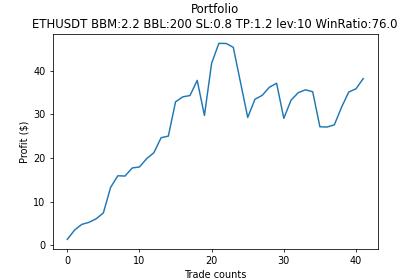 Portfolio
ETHUSDT BBM:2.2 BBL:200 SL:0.8 TP:1.2 lev:10 WinRatio:76.0
Profit ($)
40
30
20
10
0
0 10 20 30 40
Trade counts